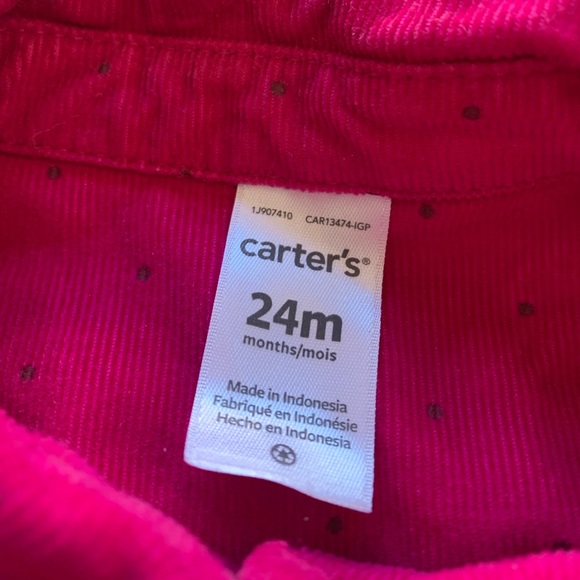 1J907410 CAR13474-IGP
carter's®
24m
months/mois
Made in Indonesia
Fabriqué en Indonésie
Hecho en Indonesia